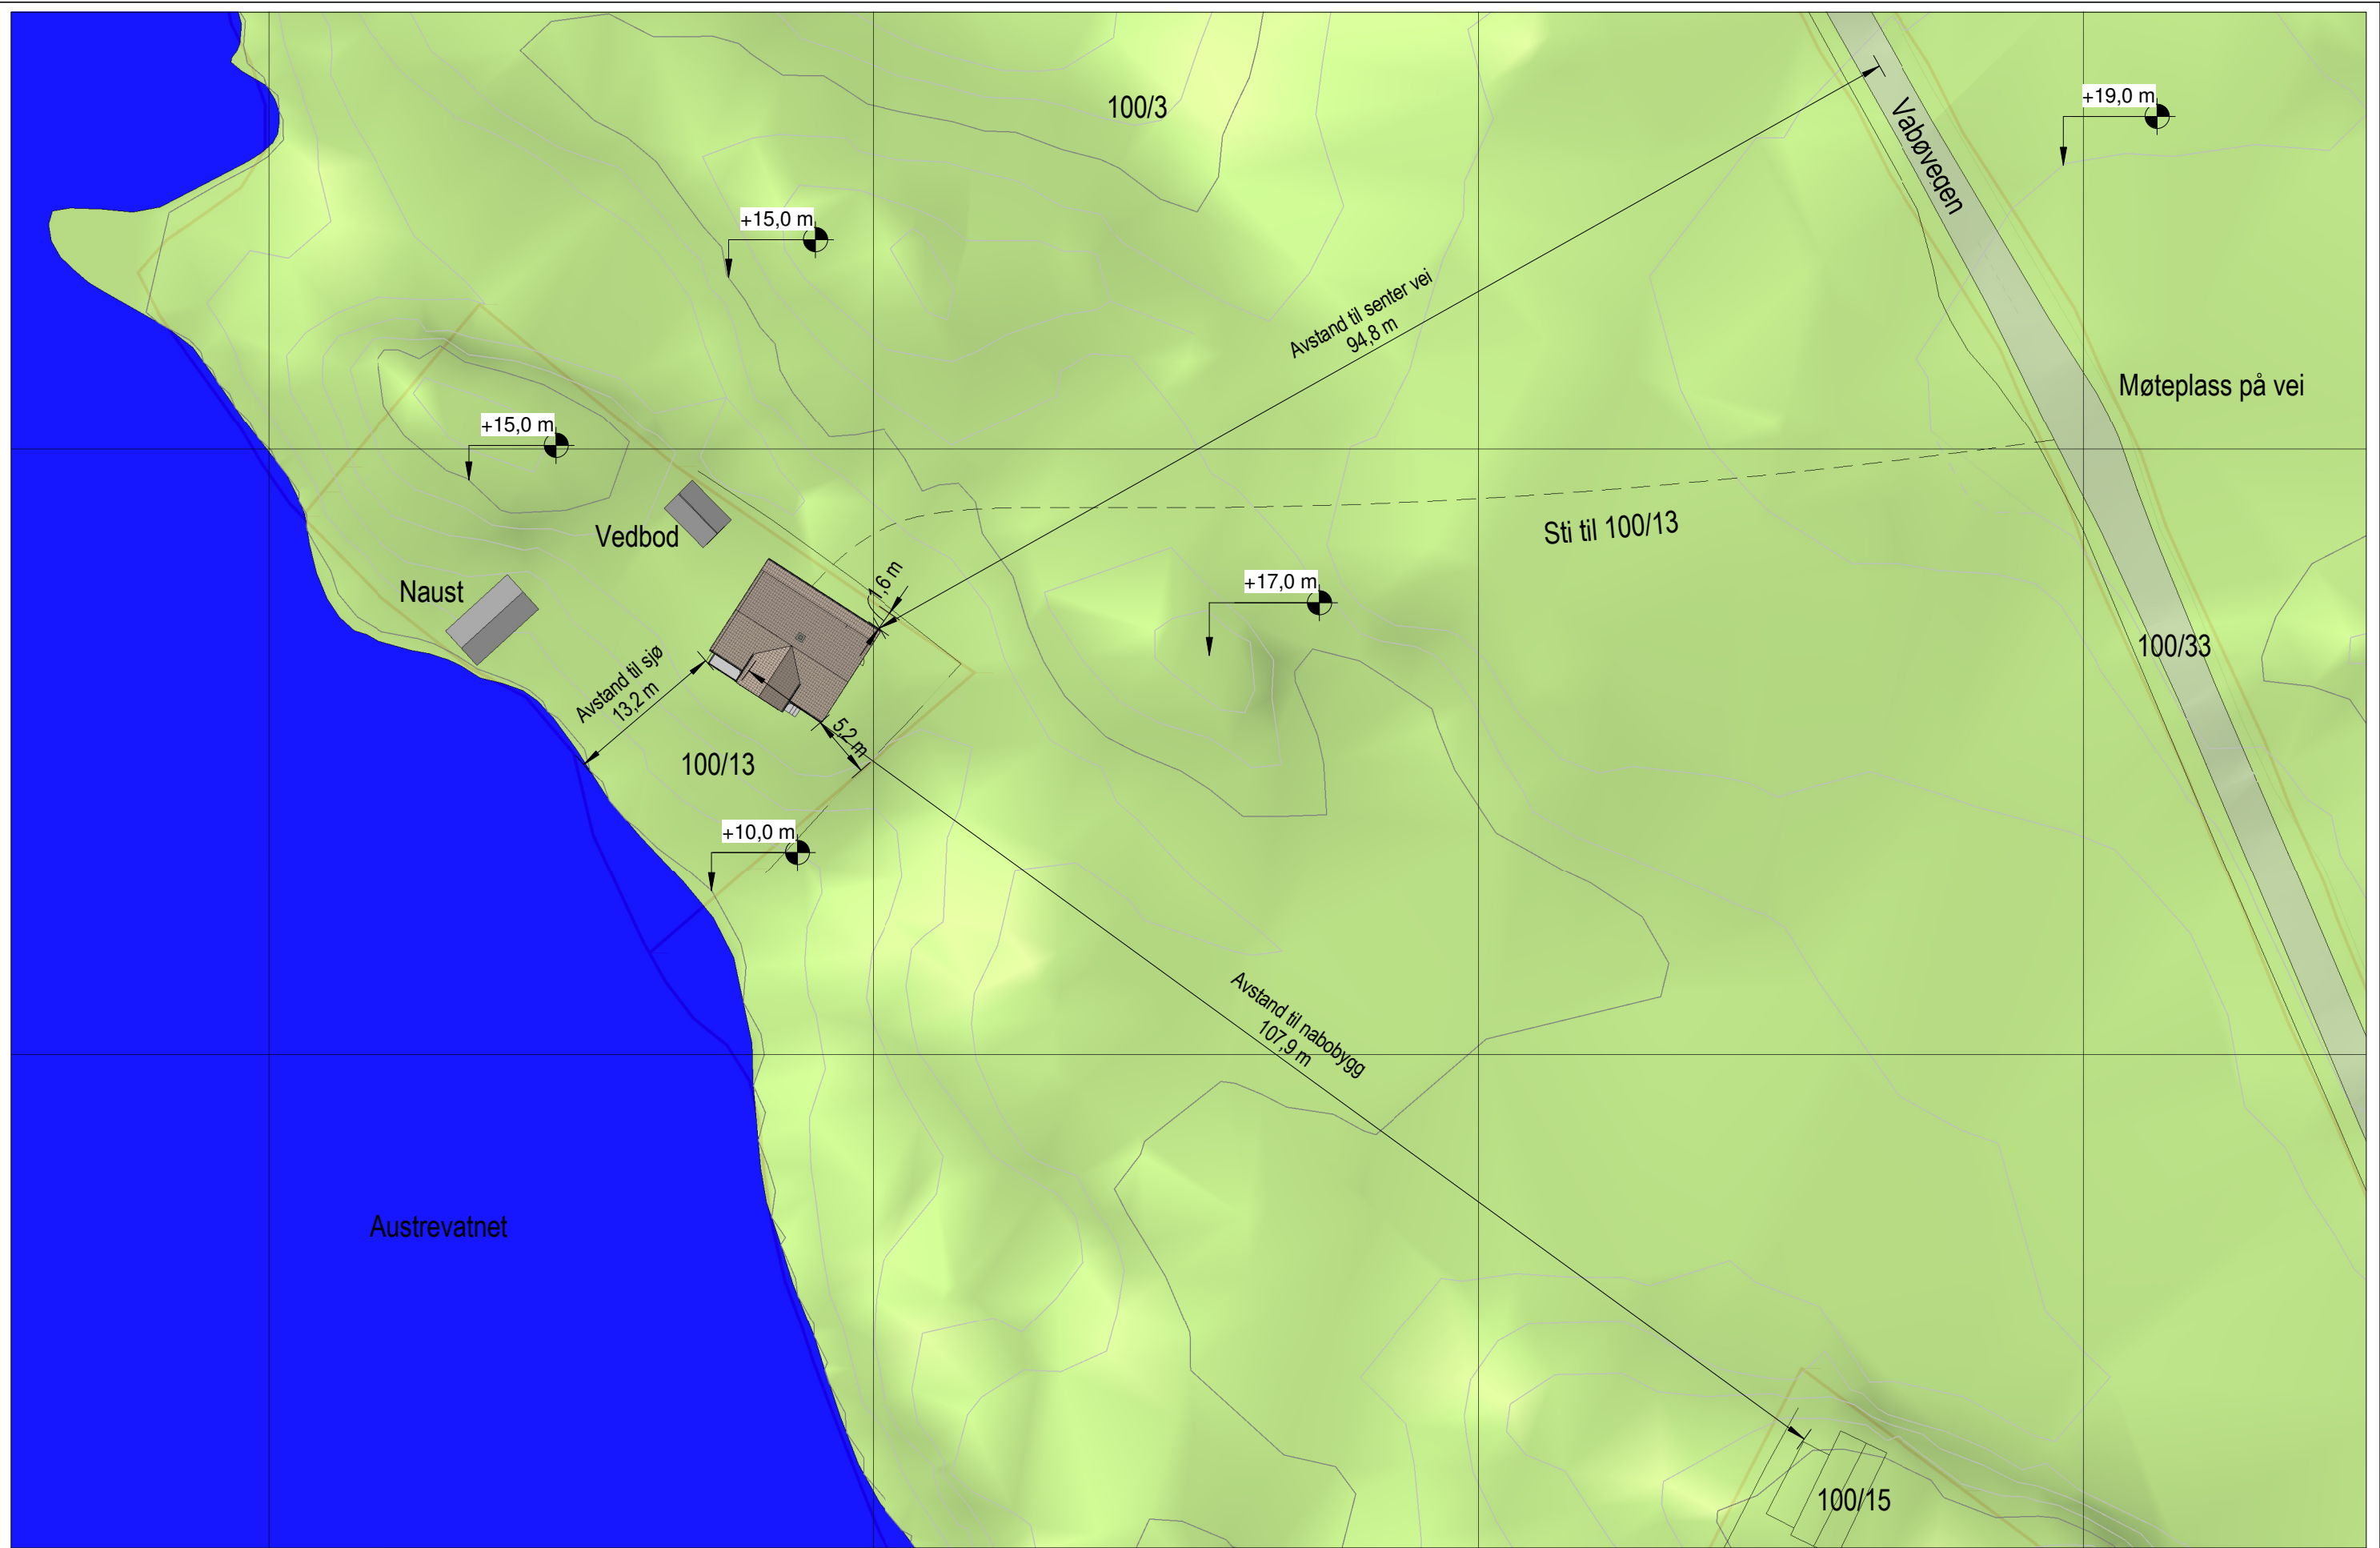 100/3
+19,0 m
Vabøvegen
+15,0 m
Avstand til senter vei
94,8 m
Møteplass på vei
+15,0 m
Vedbod
Sti til 100/13
Naust
1,6 m
+17,0 m
100/33
Avstand til sjø
13,2 m
5,2 m
100/13
+10,0 m
Avstand til nabobygg
107,9 m
Austrevatnet
100/15